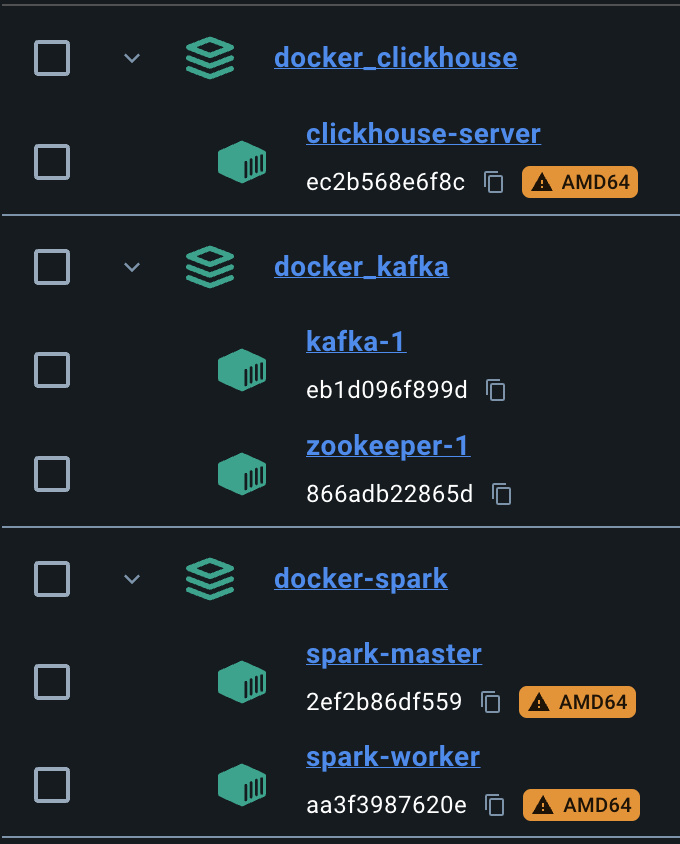 docker_clickhouse
clickhouse-server
ec2b568e6f8c AMD64
docker_kafka
kafka-1
eb1d096f899d
zookeeper-1
866adb22865d
docker-spark
spark-master
2ef2b86df559 AMD64
spark-worker
aa3f3987620e AMD64